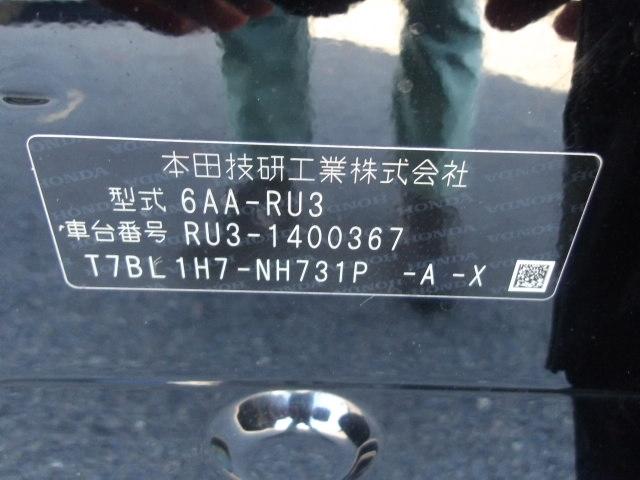 本田技研工業株式会社
型式 6AA-RU3
車台番号 RU3-1400367
T7BL1H7-NH731P -A -X